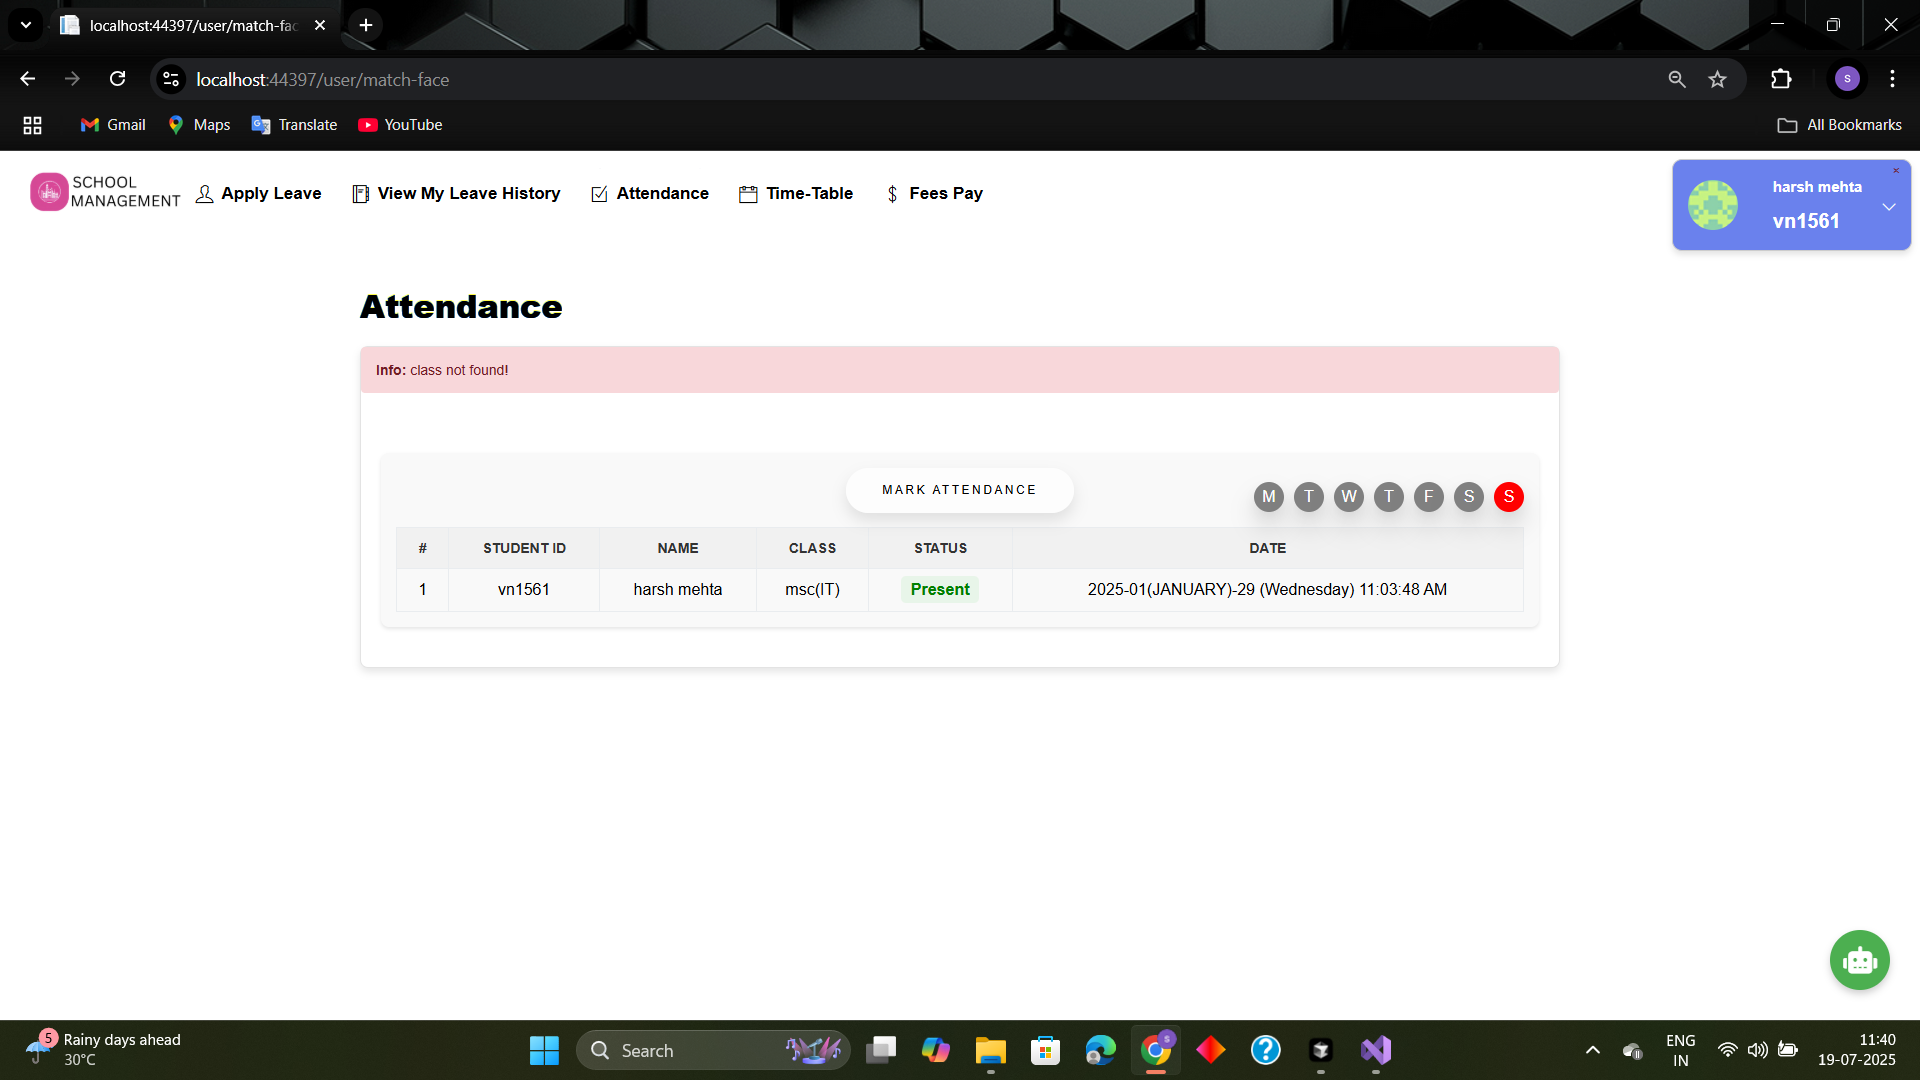 localhost:44397/user/match-fac
localhost:44397/user/match-face
S
Gmail
Maps
Translate
YouTube
All Bookmarks
SCHOOL
MANAGEMENT
Apply Leave
View My Leave History
Attendance
Time-Table
$ Fees Pay
harsh mehta
vn1561
Attendance
Info: class not found!
MARK ATTENDANCE
M T W T F S S
# STUDENT ID NAME CLASS STATUS DATE
1 vn1561 harsh mehta msc(IT) Present 2025-01(JANUARY)-29 (Wednesday) 11:03:48 AM
5
Rainy days ahead
30°C
Search
S
?
ENG
IN
11:40
19-07-2025